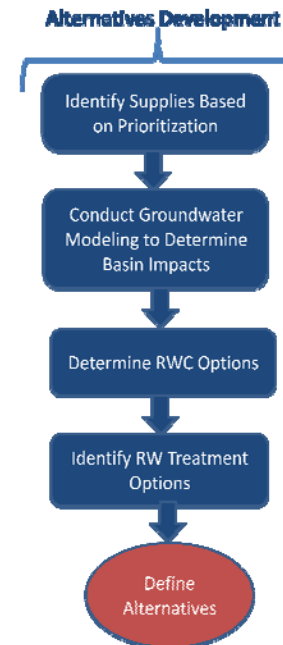 Alternatives Development
Identify Supplies Based
on Prioritization
Conduct Groundwater
Modeling to Determine
Basin Impacts
Determine RWC Options
Identify RW Treatment
Options
Define
Alternatives